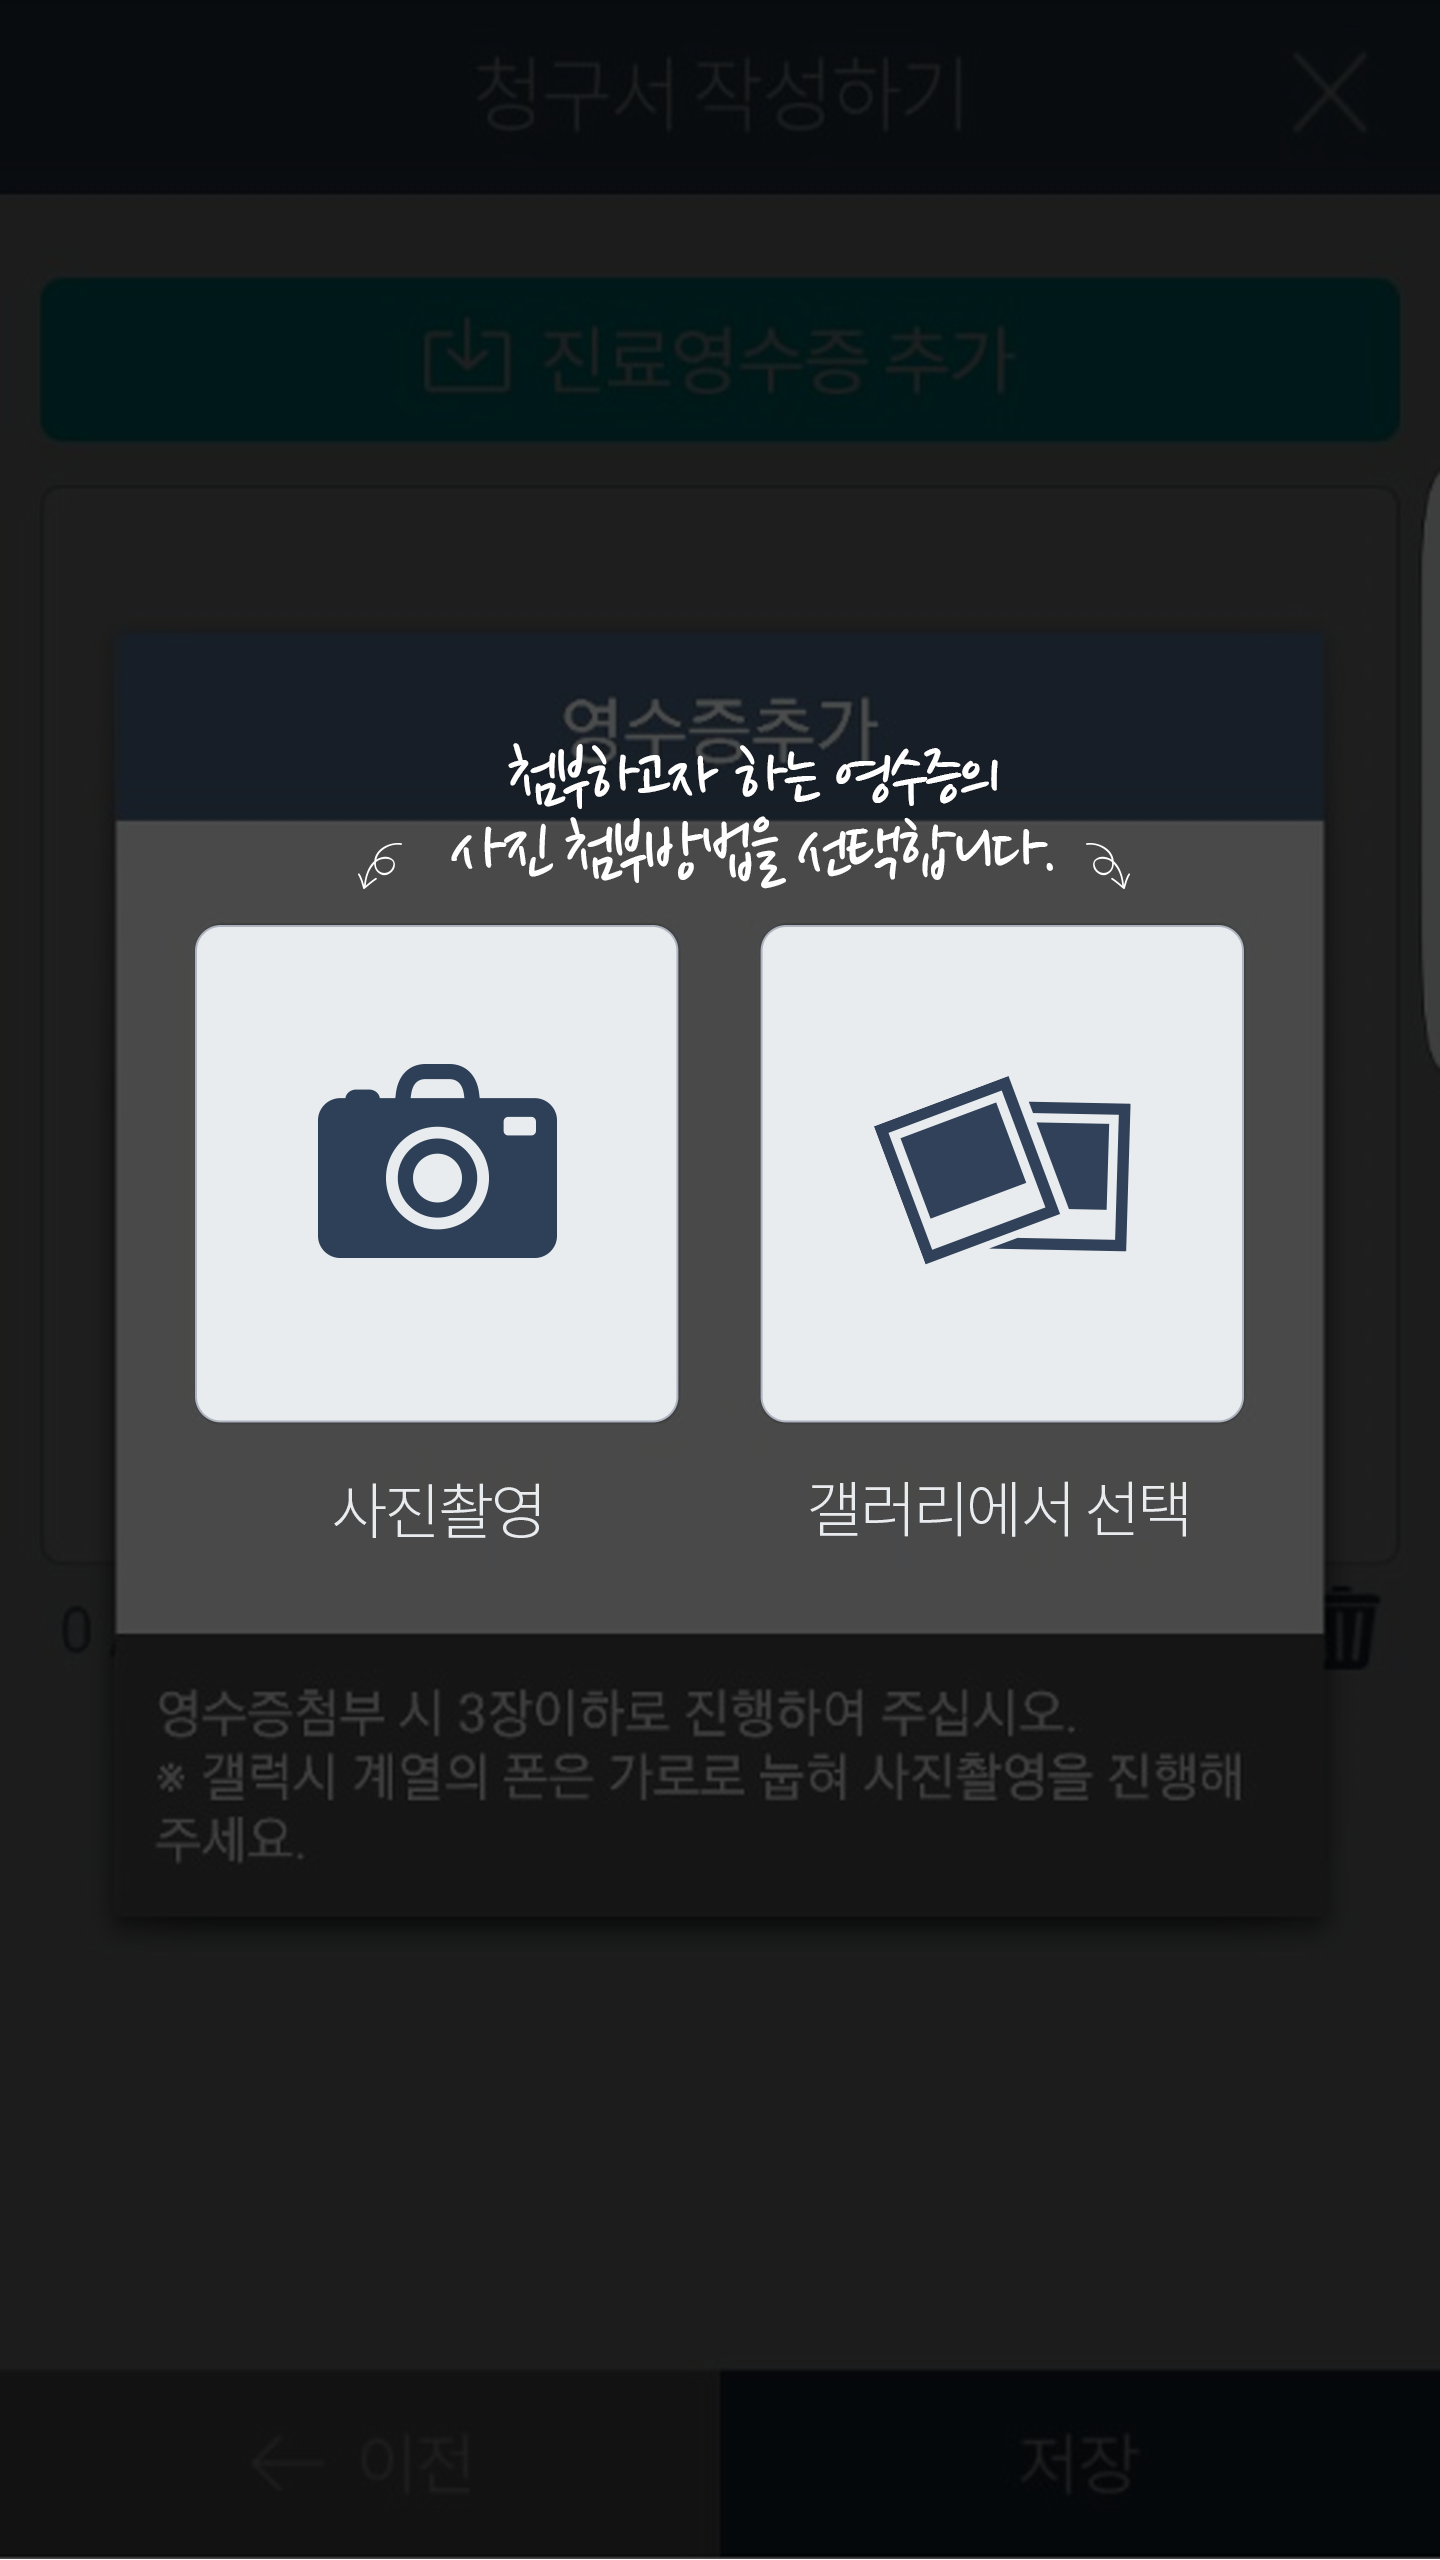 청구서 작성하기
진료영수증 추가
영수증추가
첨부하고자 하는 영수증의
사진 첨부방법을 선택합니다.
사진촬영
갤러리에서 선택
0
영수증첨부 시 3장이하로 진행하여 주십시오.
※ 갤럭시 계열의 폰은 가로로 눕혀 사진촬영을 진행해
주세요.
이전
저장